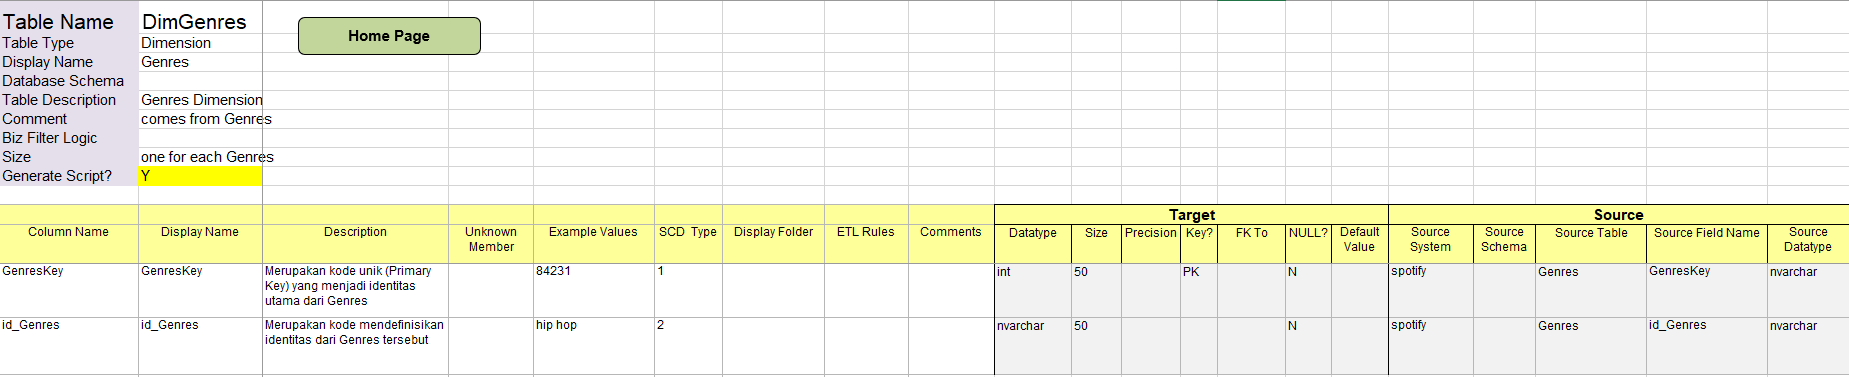 Table Name DimGenres
Home Page
Table Type Dimension
Display Name Genres
Database Schema
Table Description Genres Dimension
Comment comes from Genres
Biz Filter Logic
Size one for each Genres
Generate Script? Y
Target Source
Column Name Display Name Description Unknown Member Example Values SCD Type Display Folder ETL Rules Comments Datatype Size Precision Key? FK To NULL? Default Value Source System Source Schema Source Table Source Field Name Source Datatype
GenresKey GenresKey Merupakan kode unik (Primary 84231 1 int 50 PK N spotify Genres GenresKey nvarchar
Key) yang menjadi identitas
utama dari Genres
id_Genres id_Genres Merupakan kode mendefinisikan hip hop 2 nvarchar 50 N spotify Genres id_Genres nvarchar
identitas dari Genres tersebut